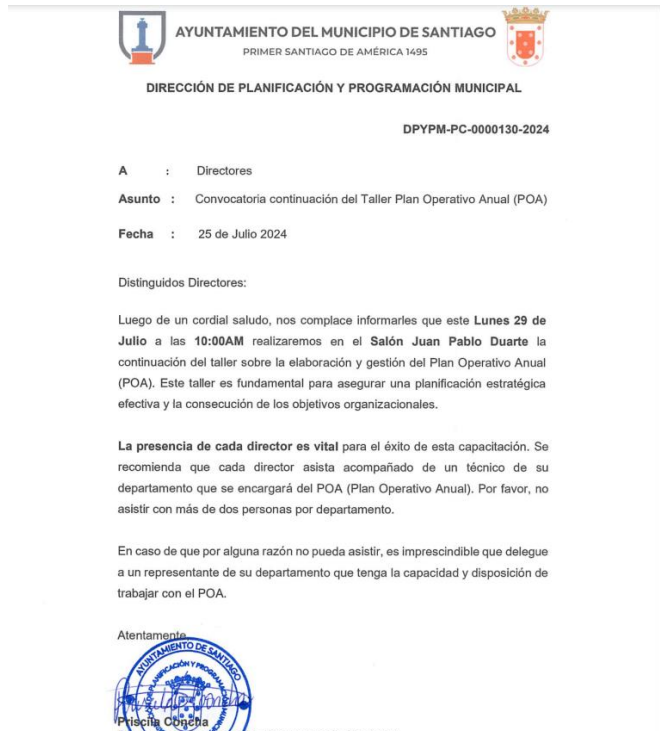 AYUNTAMIENTO DEL MUNICIPIO DE SANTIAGO
PRIMER SANTIAGO DE AMÉRICA 1495
DIRECCIÓN DE PLANIFICACIÓN Y PROGRAMACIÓN MUNICIPAL
DPYPM-PC-0000130-2024
A : Directores
Asunto : Convocatoria continuación del Taller Plan Operativo Anual (POA)
Fecha : 25 de Julio 2024
Distinguidos Directores:
Luego de un cordial saludo, nos complace informarles que este Lunes 29 de
Julio a las 10:00AM realizaremos en el Salón Juan Pablo Duarte la
continuación del taller sobre la elaboración y gestión del Plan Operativo Anual
(POA). Este taller es fundamental para asegurar una planificación estratégica
efectiva y la consecución de los objetivos organizacionales.
La presencia de cada director es vital para el éxito de esta capacitación. Se
recomienda que cada director asista acompañado de un técnico de su
departamento que se encargará del POA (Plan Operativo Anual). Por favor, no
asistir con más de dos personas por departamento.
En caso de que por alguna razón no pueda asistir, es imprescindible que delegue
a un representante de su departamento que tenga la capacidad y disposición de
trabajar con el POA.
Atentamente,
AYUNTAMIENTO DE SANTIAGO
Priscila Concha